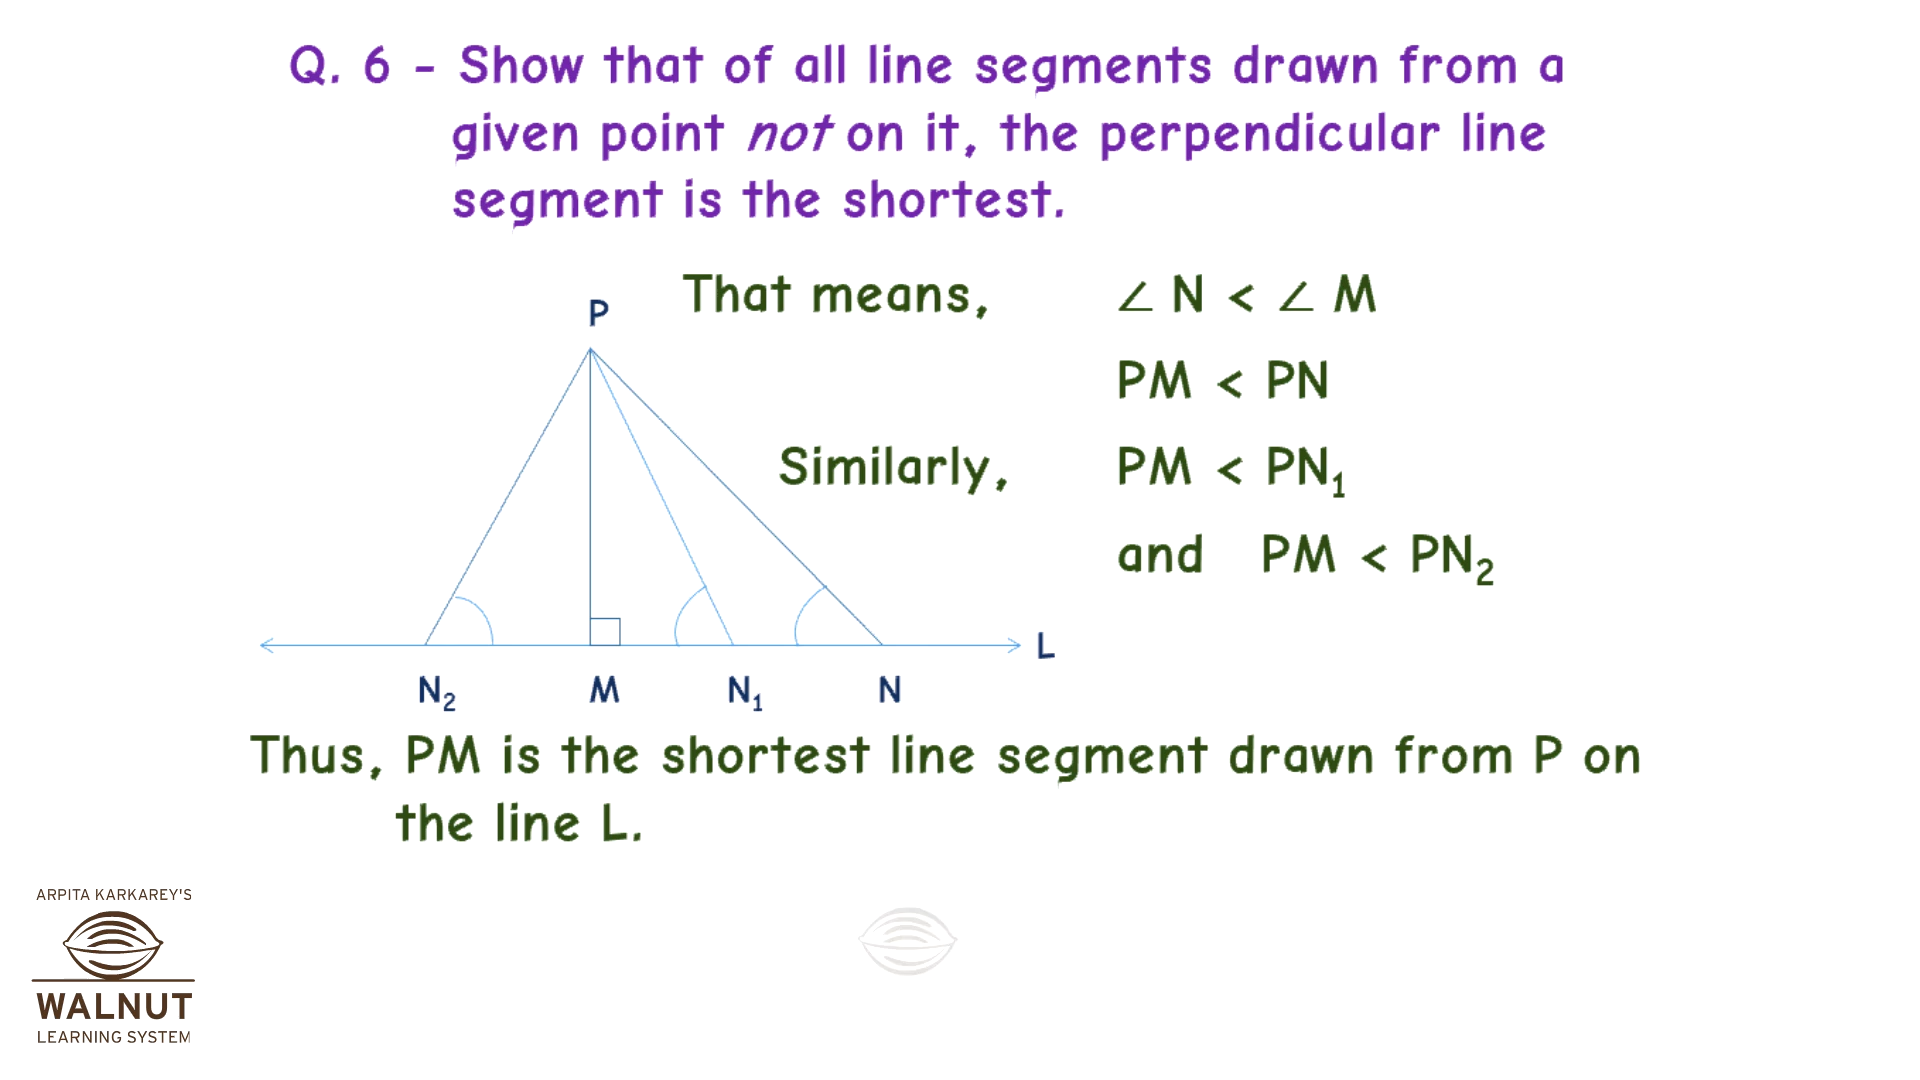 Q. 6 - Show that of all line segments drawn from a
given point not on it, the perpendicular line
segment is the shortest.
That means, ∠ N < ∠ M
P
PM < PN
Similarly, PM < PN₁
and PM < PN₂
L
N₂ M N₁ N
Thus, PM is the shortest line segment drawn from P on
the line L.
ARPITA KARKAREY'S
WALNUT
LEARNING SYSTEM